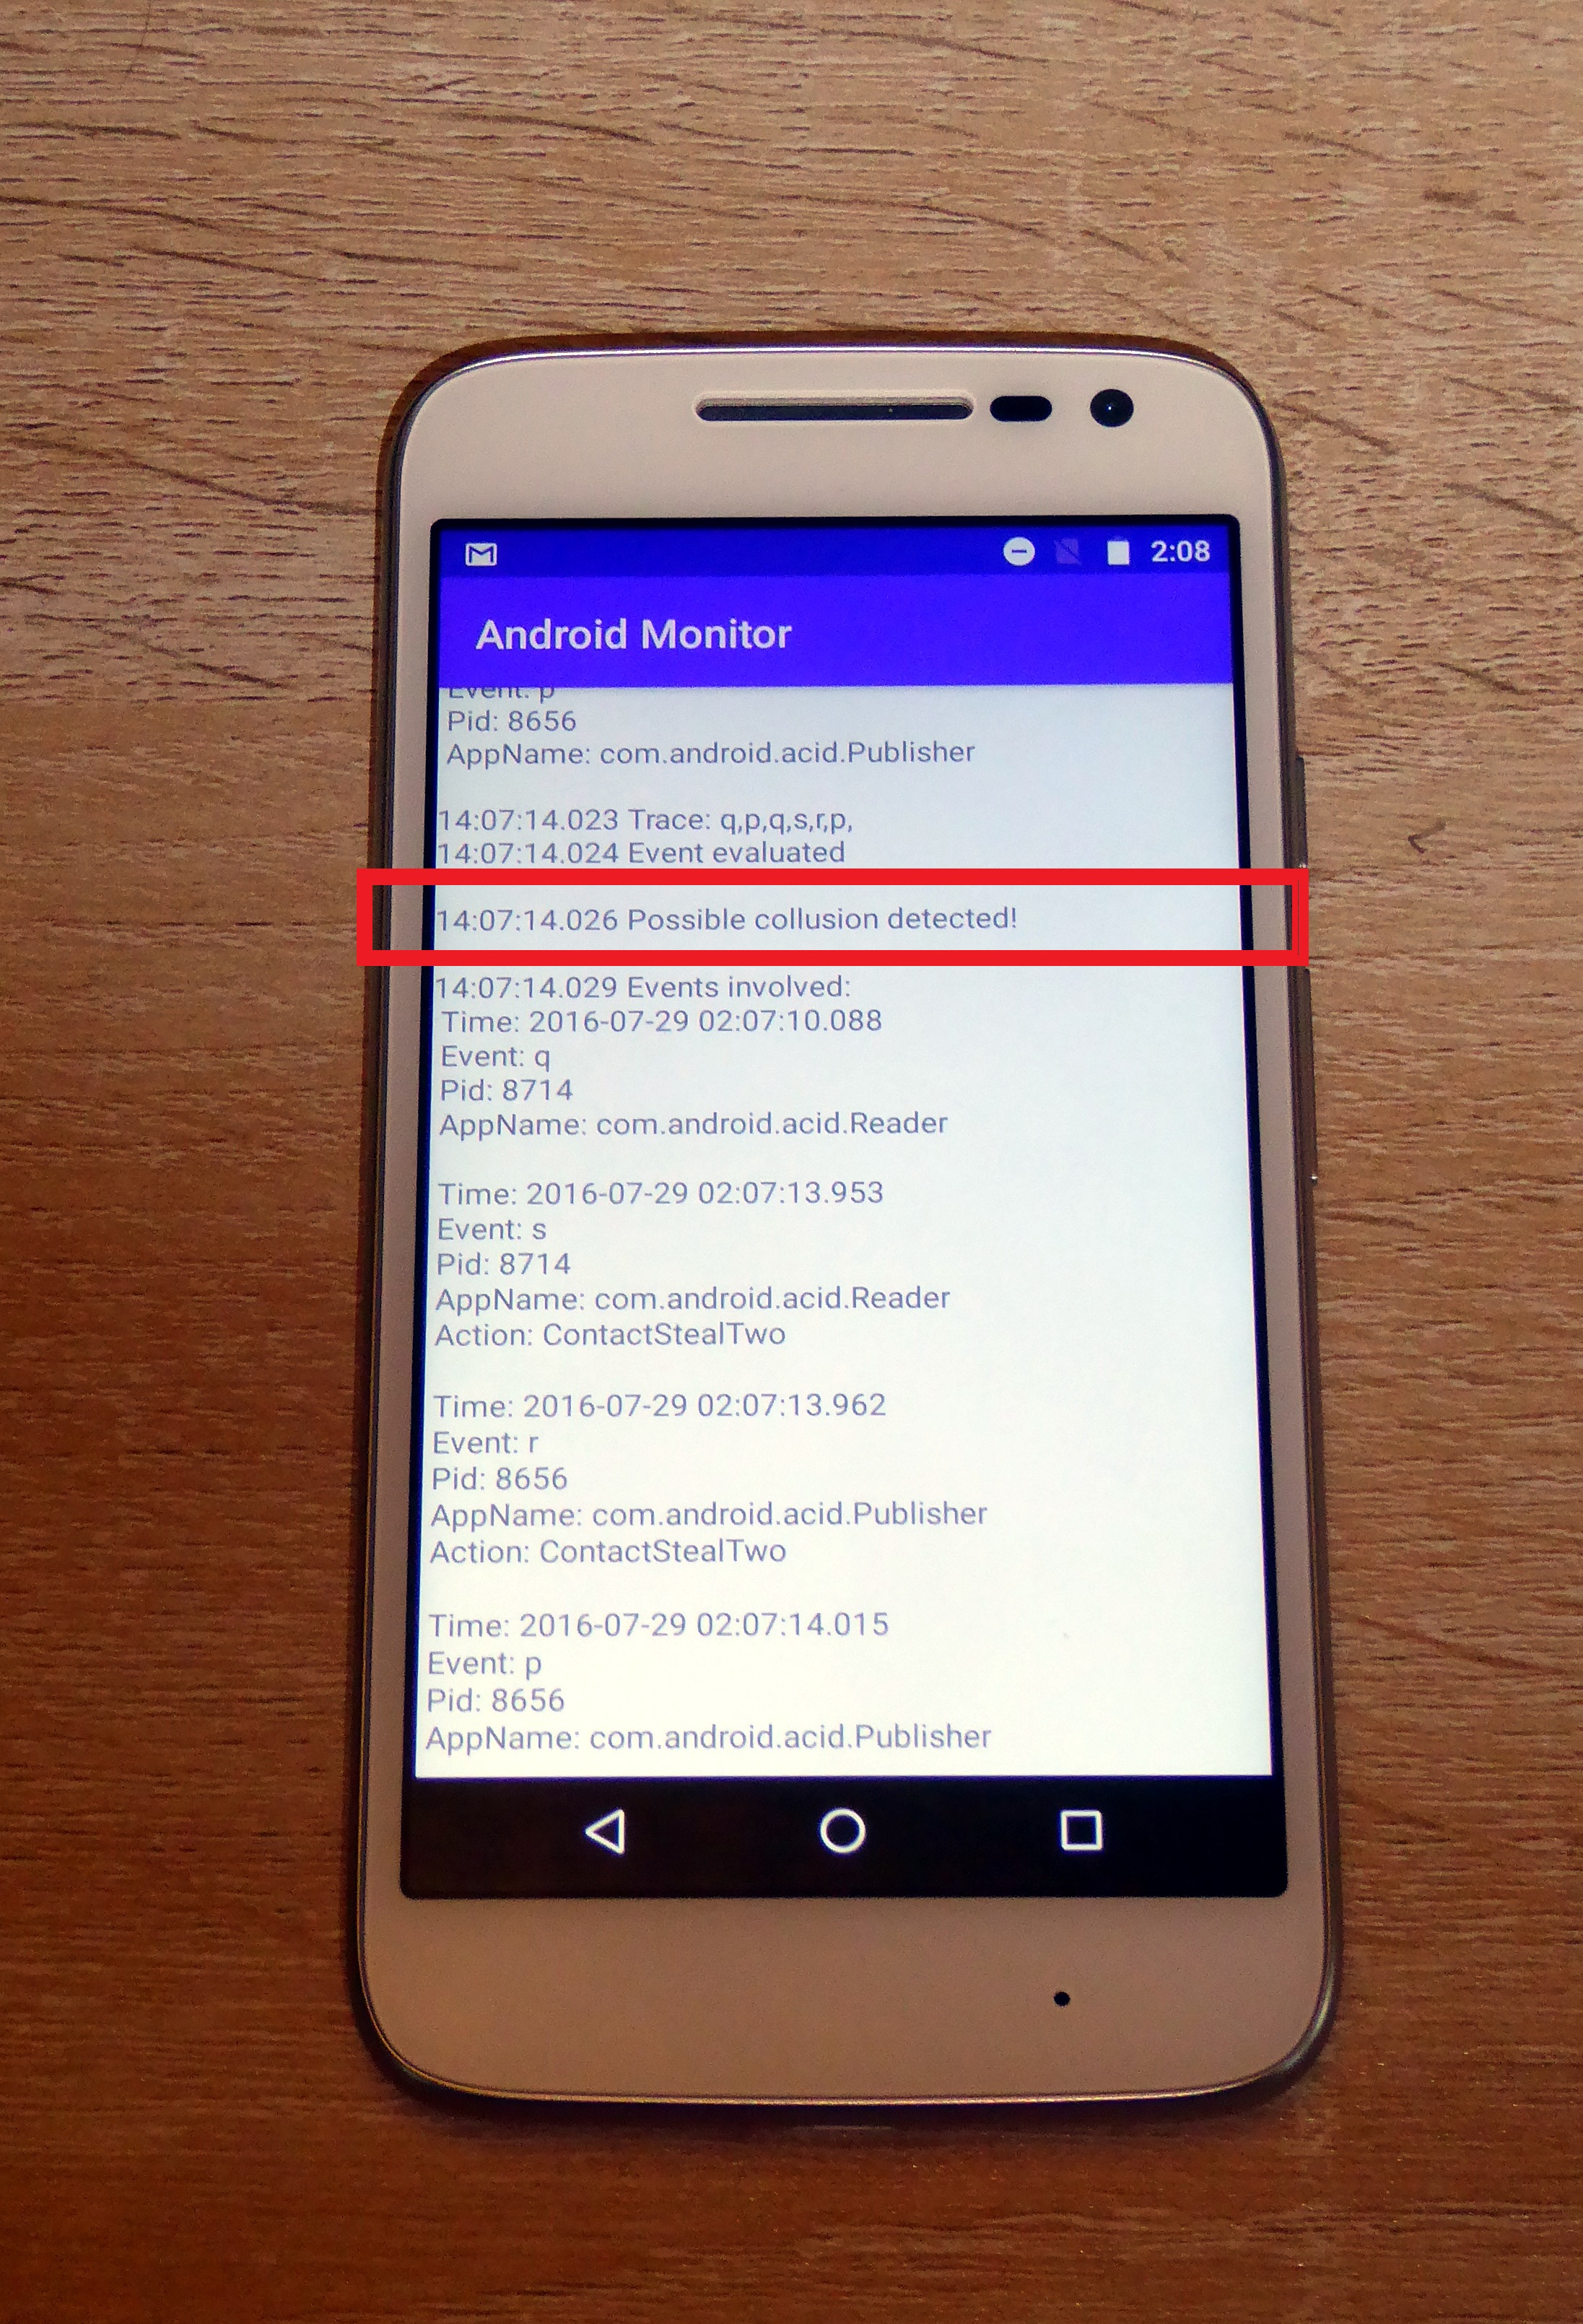 2:08
Android Monitor
Event: p
Pid: 8656
AppName: com.android.acid.Publisher
14:07:14.023 Trace: q,p,q,s,r,p,
14:07:14.024 Event evaluated
14:07:14.026 Possible collusion detected!
14:07:14.029 Events involved:
Time: 2016-07-29 02:07:10.088
Event: q
Pid: 8714
AppName: com.android.acid.Reader
Time: 2016-07-29 02:07:13.953
Event: s
Pid: 8714
AppName: com.android.acid.Reader
Action: ContactStealTwo
Time: 2016-07-29 02:07:13.962
Event: r
Pid: 8656
AppName: com.android.acid.Publisher
Action: ContactStealTwo
Time: 2016-07-29 02:07:14.015
Event: p
Pid: 8656
AppName: com.android.acid.Publisher